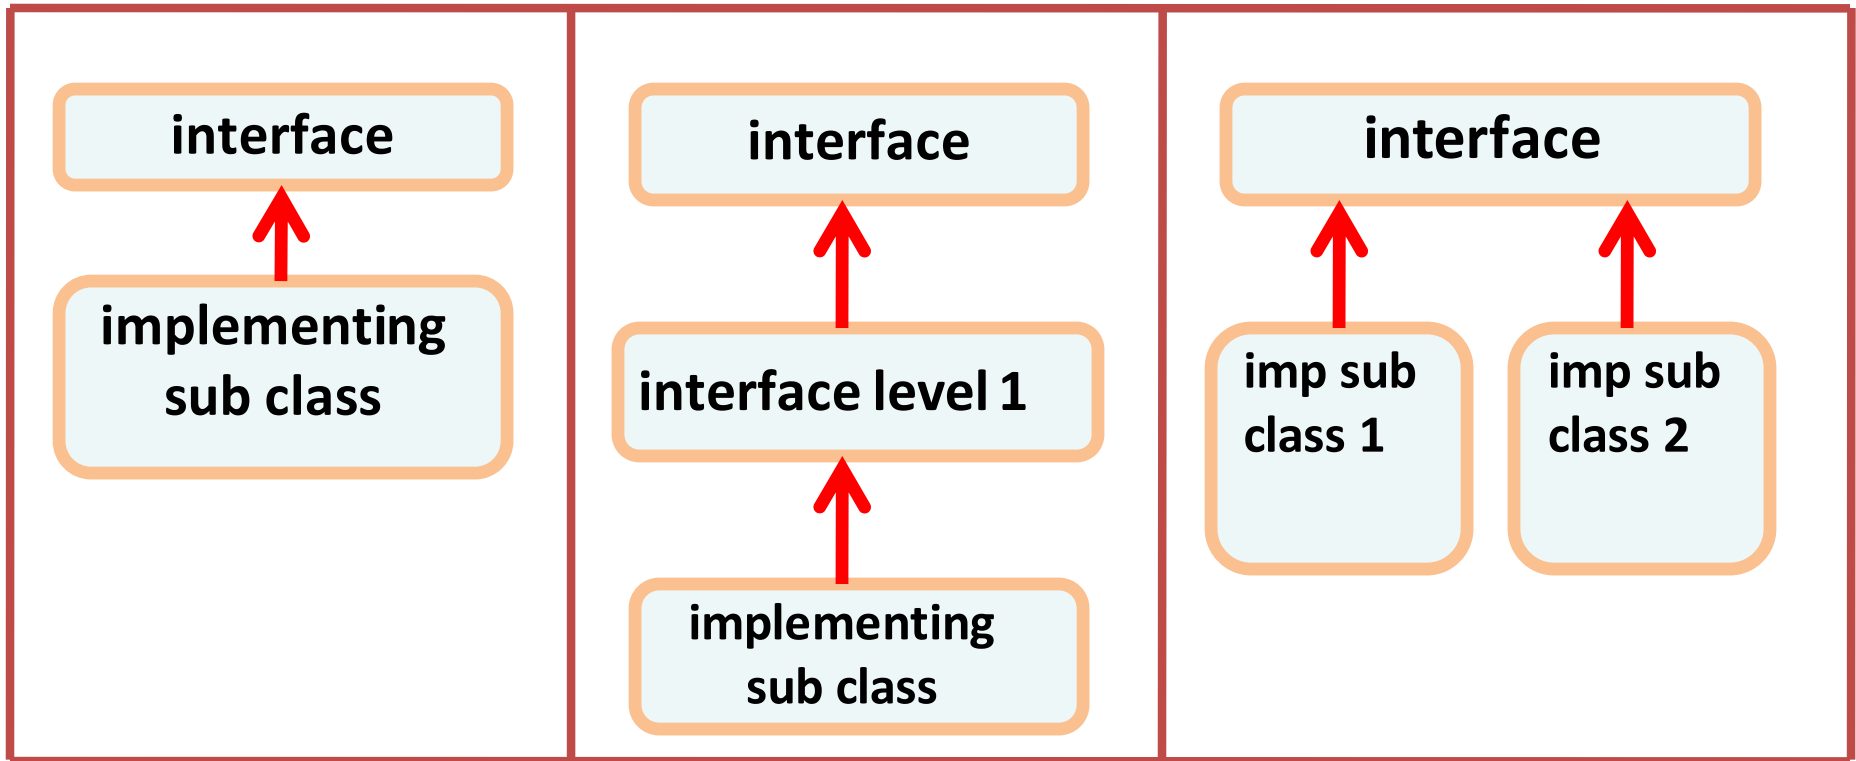 interface
implementing
sub class
interface
interface level 1
implementing
sub class
interface
imp sub
class 1
imp sub
class 2